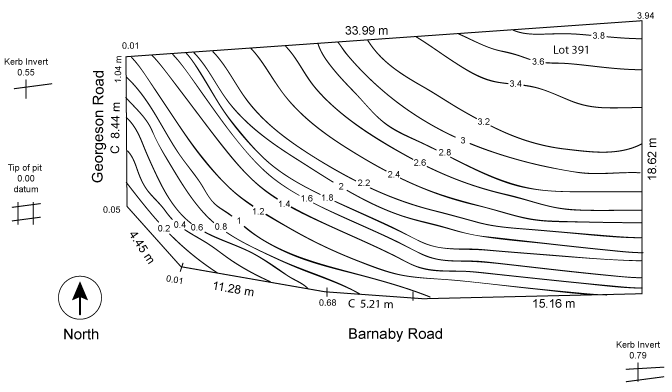 3.94
33.99 m
3.8
0.01
Lot 391
Kerb Invert
0.55
3.6
1.04 m
3.4
Georgeson Road
C 8.44 m
3.2
3
18.62 m
2.8
Tip of pit
0.00
datum
2.6
2.4
2.2
2
1.8
1.6
1.4
1.2
1
0.8
0.6
0.4
0.2
0.05
4.45 m
0.01
11.28 m
0.68
C 5.21 m
15.16 m
North
Barnaby Road
Kerb Invert
0.79